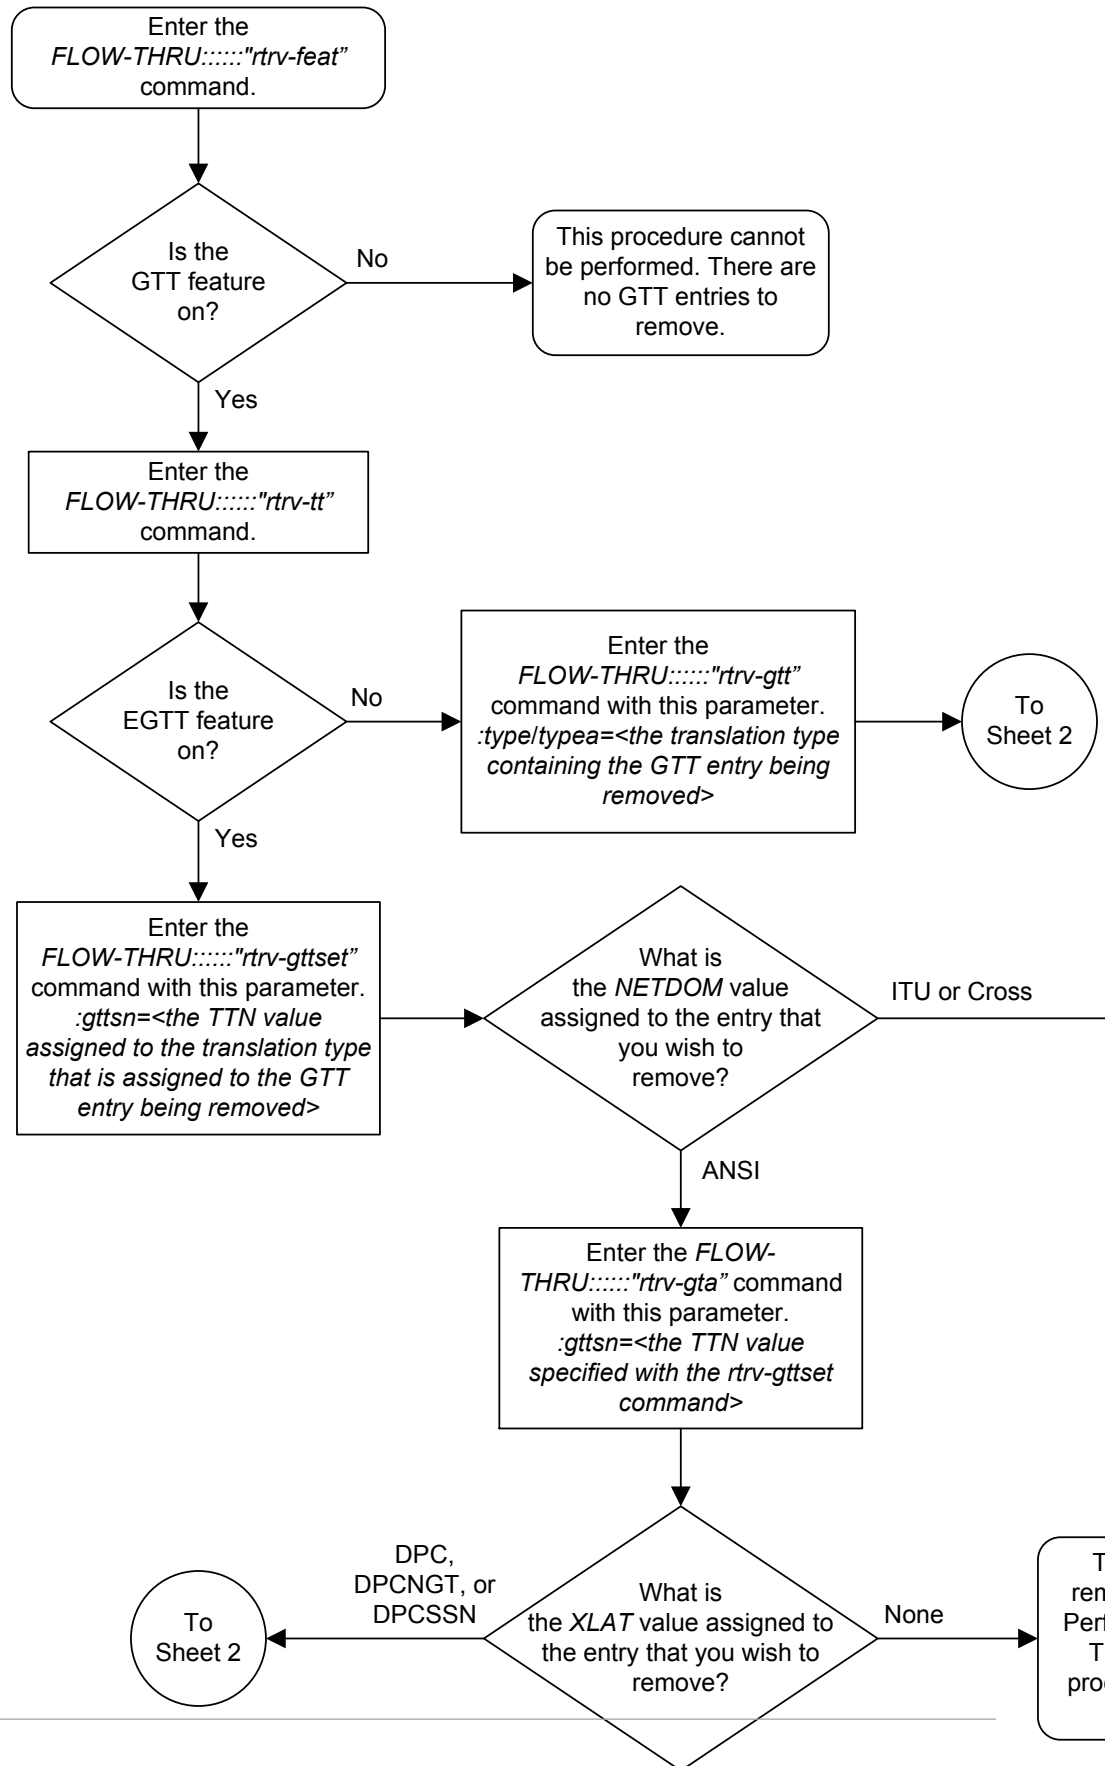 Enter the
FLOW-THRU::::::"rtrv-feat”
command.
Is the
GTT feature
on?
No
This procedure cannot
be performed. There are
no GTT entries to
remove.
Yes
Enter the
FLOW-THRU::::::"rtrv-tt”
command.
Is the
EGTT feature
on?
No
Enter the
FLOW-THRU::::::"rtrv-gtt”
command with this parameter.
:type/typea=<the translation type
containing the GTT entry being
removed>
To
Sheet 2
Yes
Enter the
FLOW-THRU::::::"rtrv-gttset”
command with this parameter.
:gttsn=<the TTN value
assigned to the translation type
that is assigned to the GTT
entry being removed>
What is
the NETDOM value
assigned to the entry that
you wish to
remove?
ITU or Cross
ANSI
Enter the FLOW-
THRU::::::"rtrv-gta” command
with this parameter.
:gttsn=<the TTN value
specified with the rtrv-gttset
command>
What is
the XLAT value assigned to
the entry that you wish to
remove?
DPC,
DPCNGT, or
DPCSSN
To
Sheet 2
None